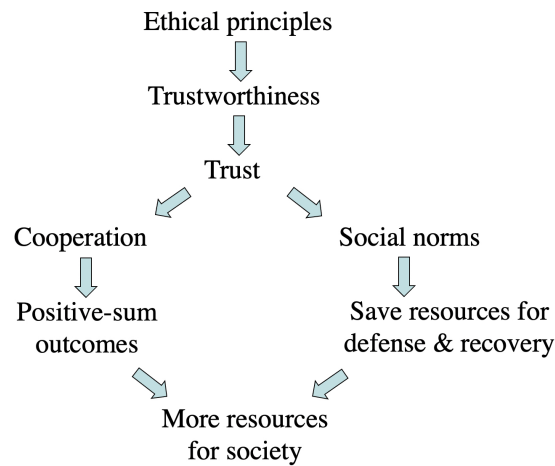 Ethical principles
Trustworthiness
Trust
Cooperation
Social norms
Positive-sum
outcomes
Save resources for
defense & recovery
More resources
for society